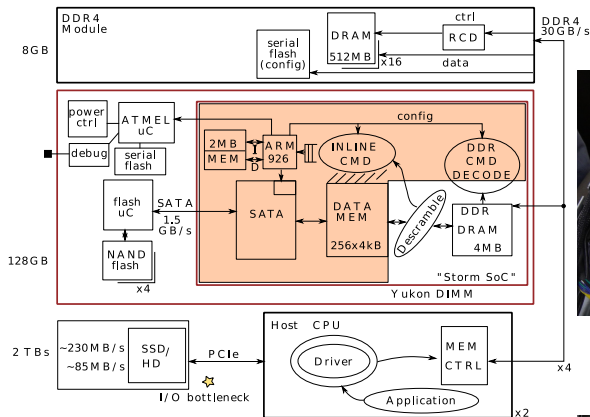 DDR4
Module
8GB
serial
flash
(config)
DRAM
512MB
x16
ctrl
RCD
data
DDR4
30GB/s
power
ctrl
ATMEL
uC
debug
serial
flash
2MB
MEM
I
D
ARM
926
INLINE
CMD
config
DDR
CMD
DECODE
flash
uC
SATA
1.5
GB/s
SATA
DATA
MEM
256x4kB
Descramble
DDR
DRAM
4MB
NAND
flash
x4
128GB
"Storm SoC"
Yukon DIMM
2 TBs
~230MB/s
~85MB/s
SSD/
HD
PCIe
I/O bottleneck
Host CPU
Driver
Application
MEM
CTRL
x4
x2